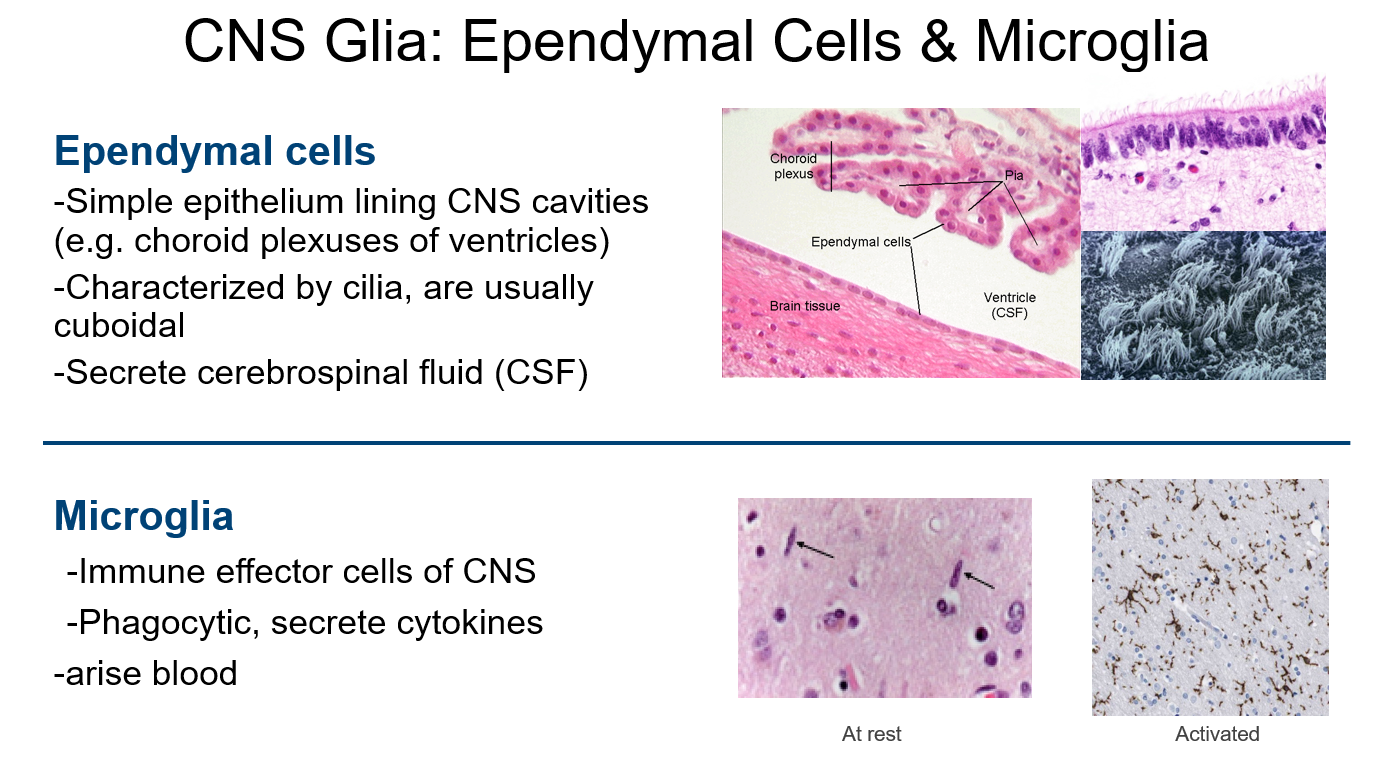 CNS Glia: Ependymal Cells & Microglia
Ependymal cells
-Simple epithelium lining CNS cavities
(e.g. choroid plexuses of ventricles)
-Characterized by cilia, are usually
cuboidal
-Secrete cerebrospinal fluid (CSF)
Choroid
plexus
Pia
Ependymal cells
Brain tissue
Ventricle
(CSF)
Microglia
-Immune effector cells of CNS
-Phagocytic, secrete cytokines
-arise blood
At rest
Activated